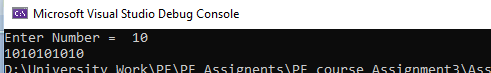 Microsoft Visual Studio Debug Console
Enter Number =  10
1010101010
D:\University Work\PF\PF Assignents\PF course Assignment3\Ass